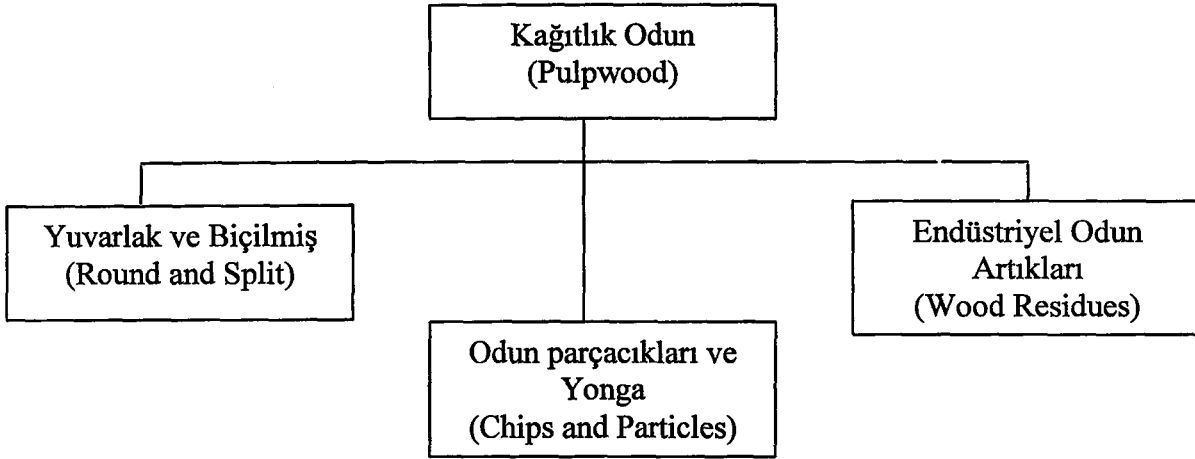 Kağıtlık Odun
(Pulpwood)
Yuvarlak ve Biçilmiş
(Round and Split)
Odun parçacıkları ve
Yonga
(Chips and Particles)
Endüstriyel Odun
Artıkları
(Wood Residues)